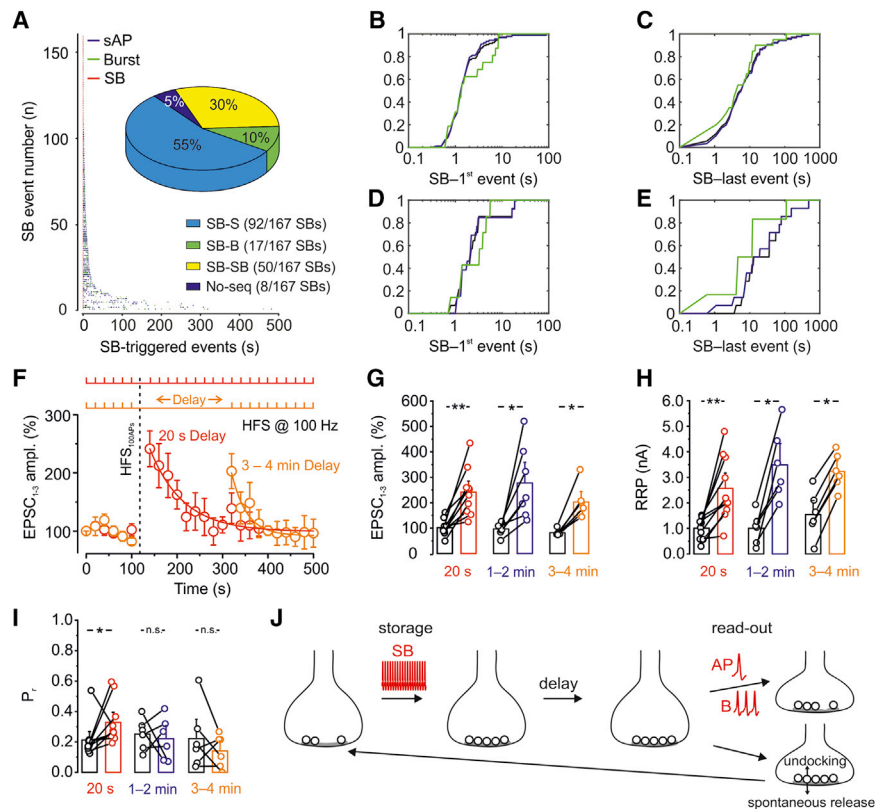 A
sAP
Burst
SB
SB event number (n)
150
100
50
0
0 100 200 300 400 500
SB-triggered events (s)
5%
30%
10%
55%
SB-S (92/167 SBs)
SB-B (17/167 SBs)
SB-SB (50/167 SBs)
No-seq (8/167 SBs)
B
1
0.8
0.6
0.4
0.2
0
0.1 1 10 100
SB–1st event (s)
C
1
0.8
0.6
0.4
0.2
0
0.1 1 10 100 1000
SB–last event (s)
D
1
0.8
0.6
0.4
0.2
0
0.1 1 10 100
SB–1st event (s)
E
1
0.8
0.6
0.4
0.2
0
0.1 1 10 100 1000
SB–last event (s)
F
Delay
HFS @ 100 Hz
HFS100APs
20 s Delay
3 – 4 min Delay
EPSC1-3 ampl. (%)
300
200
100
0 100 200 300 400 500
Time (s)
G
EPSC1-3 ampl. (%)
600
500
400
300
200
100
0
** * *
20 s 1–2 min 3–4 min
H
RRP (nA)
6.0
5.0
4.0
3.0
2.0
1.0
0.0
** * *
20 s 1–2 min 3–4 min
I
Pr
1.0
0.8
0.6
0.4
0.2
0.0
* n.s. n.s.
20 s 1–2 min 3–4 min
J
storage
SB
delay
read-out
AP
B
undocking
spontaneous release